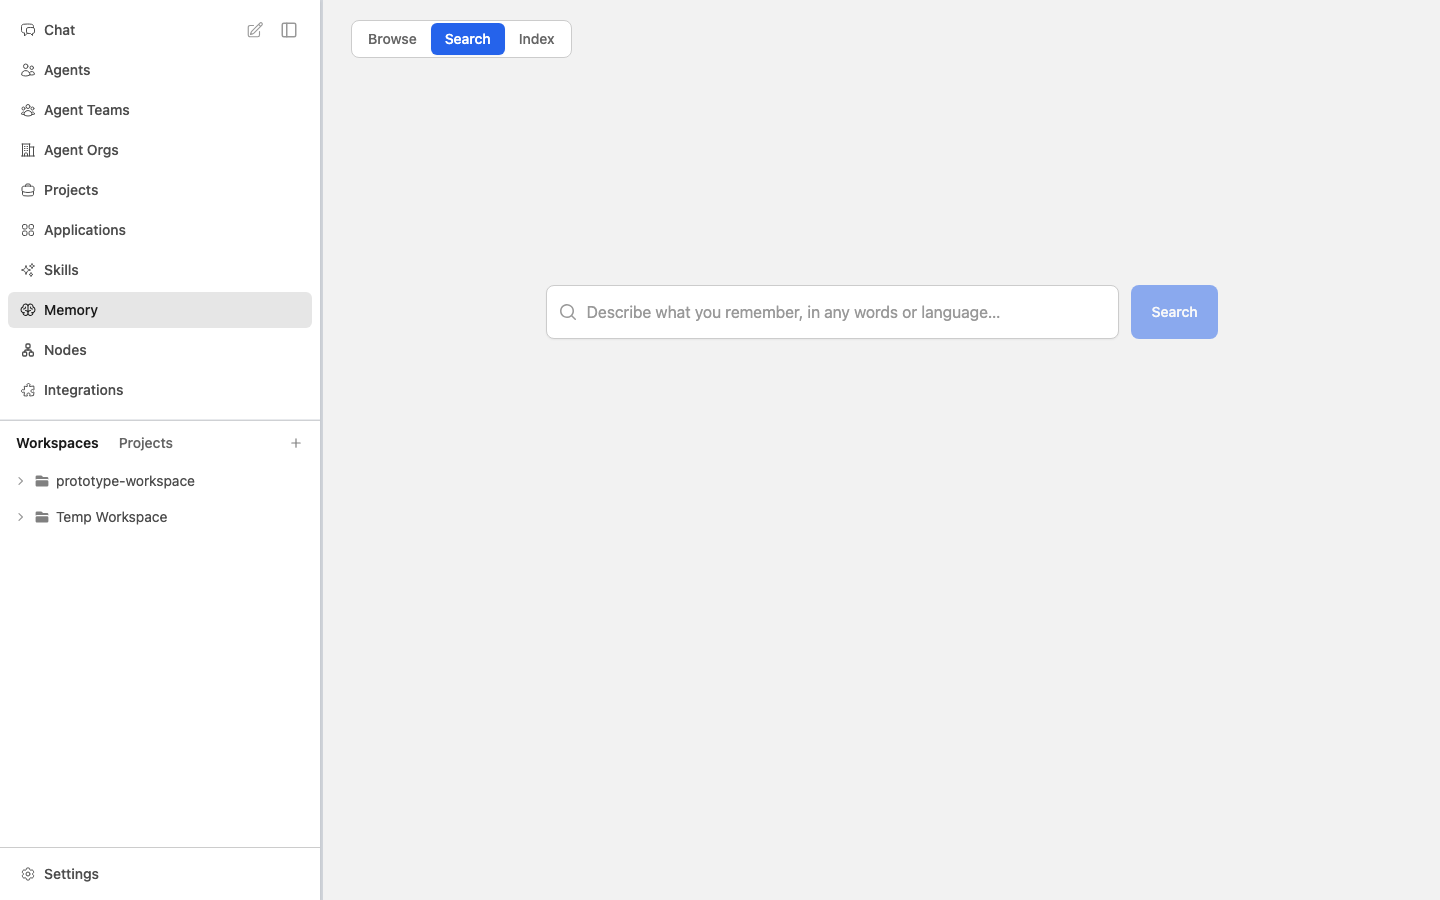 Chat
Agents
Agent Teams
Agent Orgs
Projects
Applications
Skills
Memory
Nodes
Integrations
Workspaces Projects
prototype-workspace
Temp Workspace
Settings
Browse Search Index
Describe what you remember, in any words or language... Search